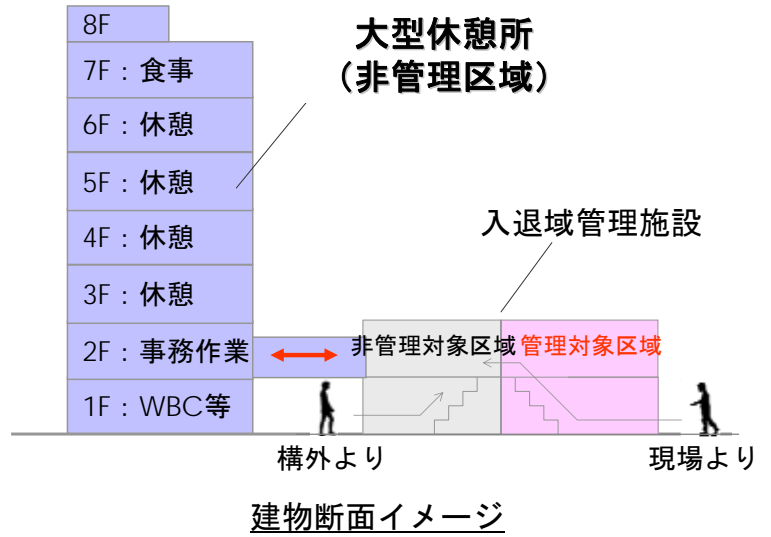 8F
大型休憩所
（非管理区域）
7F：食事
6F：休憩
5F：休憩
4F：休憩
3F：休憩
2F：事務作業
1F：WBC等
入退域管理施設
非管理対象区域
管理対象区域
構外より
現場より
建物断面イメージ